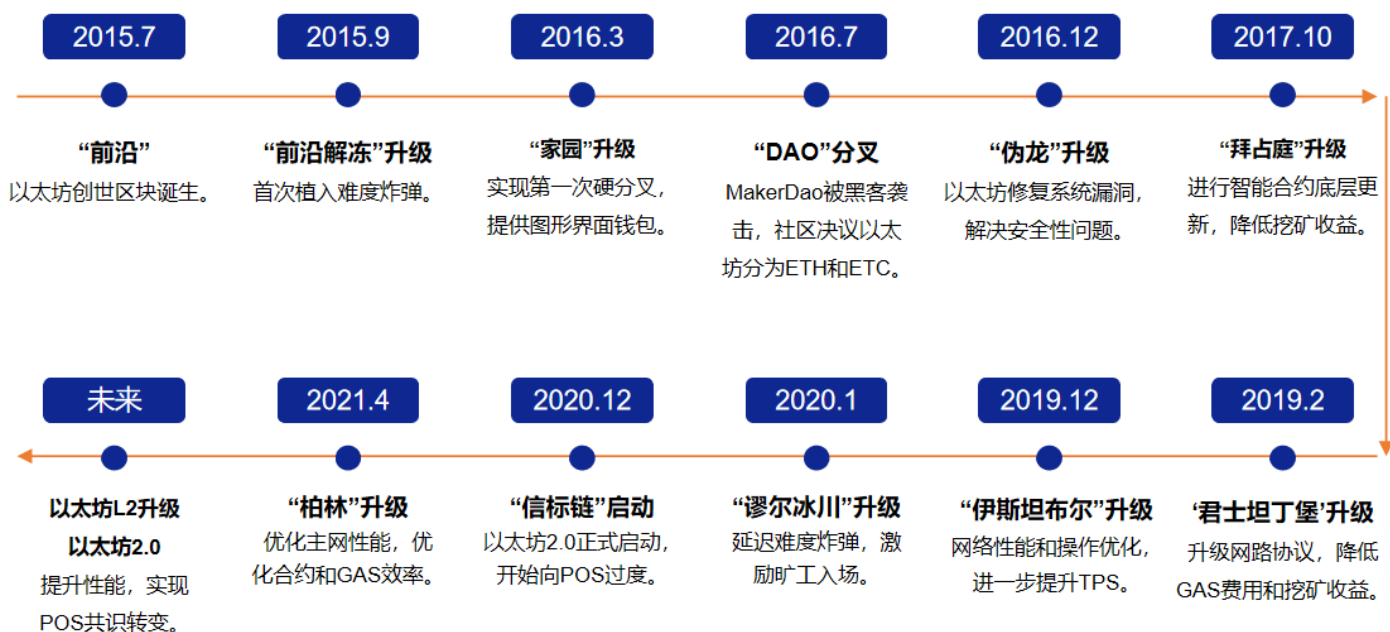 2015.7
2015.9
2016.3
2016.7
2016.12
2017.10
“前沿”
以太坊创世区块诞生。
“前沿解冻”升级
首次植入难度炸弹。
“家园”升级
实现第一次硬分叉，
提供图形界面钱包。
“DAO”分叉
MakerDao被黑客袭
击，社区决议以太
坊分为ETH和ETC。
“伪龙”升级
以太坊修复系统漏洞，
解决安全性问题。
“拜占庭”升级
进行智能合约底层更
新，降低挖矿收益。
未来
2021.4
2020.12
2020.1
2019.12
2019.2
以太坊L2升级
以太坊2.0
提升性能，实现
POS共识转变。
“柏林”升级
优化主网性能，优
化合约和GAS效率。
“信标链”启动
以太坊2.0正式启动，
开始向POS过度。
“谬尔冰川”升级
延迟难度炸弹，激
励旷工入场。
“伊斯坦布尔”升级
网络性能和操作优化，
进一步提升TPS。
‘君士坦丁堡’升级
升级网路协议，降低
GAS费用和挖矿收益。